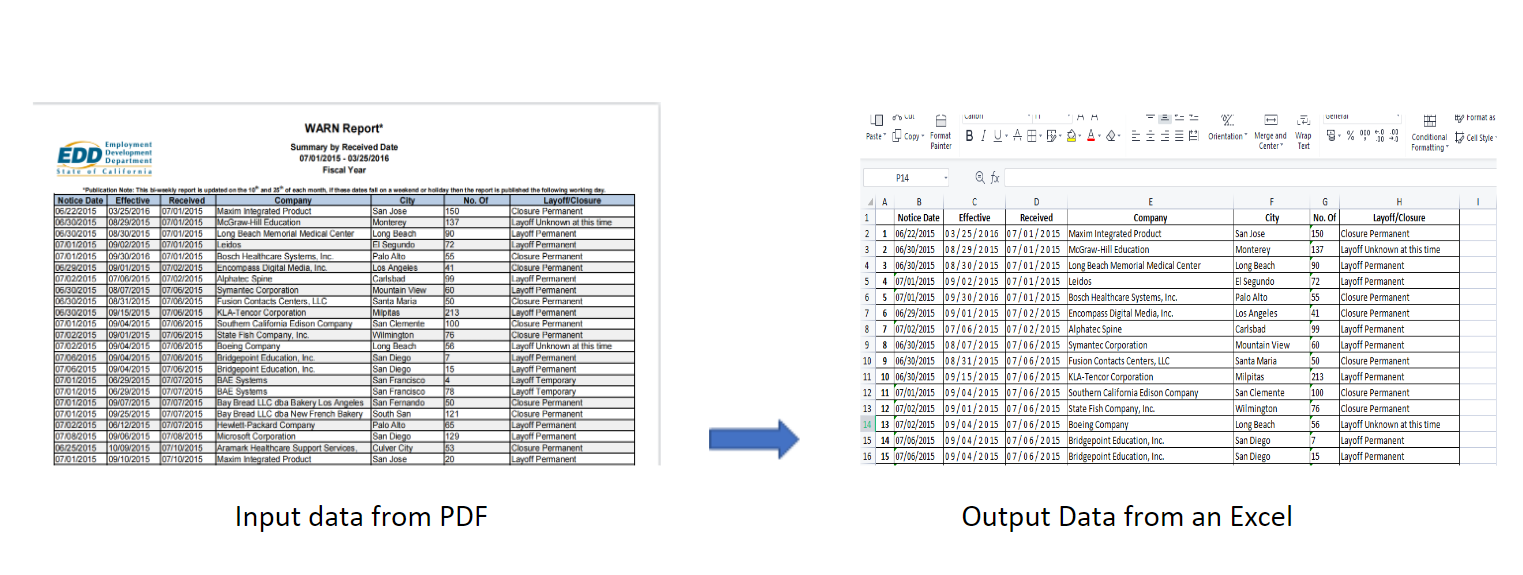 WARN Report*
Summary by Received Date
07/01/2015 - 03/25/2016
Fiscal Year
EDD Employment
Development
Department
State of California
*Publication Note: This bi-weekly report is updated on the 10th and 25th of each month, if these dates fall on a weekend or holiday then the report is published the following working day.
Notice Date Effective Received Company City No. Of Layoff/Closure
06/22/2015 03/25/2016 07/01/2015 Maxim Integrated Product San Jose 150 Closure Permanent
06/30/2015 08/29/2015 07/01/2015 McGraw-Hill Education Monterey 137 Layoff Unknown at this time
06/30/2015 08/30/2015 07/01/2015 Long Beach Memorial Medical Center Long Beach 90 Layoff Permanent
07/01/2015 09/02/2015 07/01/2015 Leidos El Segundo 72 Layoff Permanent
07/01/2015 09/30/2016 07/01/2015 Bosch Healthcare Systems, Inc. Palo Alto 55 Closure Permanent
06/29/2015 09/01/2015 07/02/2015 Encompass Digital Media, Inc. Los Angeles 41 Closure Permanent
07/02/2015 07/06/2015 07/02/2015 Alphatec Spine Carlsbad 99 Layoff Permanent
06/30/2015 08/07/2015 07/06/2015 Symantec Corporation Mountain View 60 Layoff Permanent
06/30/2015 08/31/2015 07/06/2015 Fusion Contacts Centers, LLC Santa Maria 50 Closure Permanent
06/30/2015 09/15/2015 07/06/2015 KLA-Tencor Corporation Milpitas 213 Layoff Permanent
07/01/2015 09/04/2015 07/06/2015 Southern California Edison Company San Clemente 100 Closure Permanent
07/02/2015 09/01/2015 07/06/2015 State Fish Company, Inc. Wilmington 76 Closure Permanent
07/02/2015 09/04/2015 07/06/2015 Boeing Company Long Beach 56 Layoff Unknown at this time
07/06/2015 09/04/2015 07/06/2015 Bridgepoint Education, Inc. San Diego 7 Layoff Permanent
07/06/2015 09/04/2015 07/06/2015 Bridgepoint Education, Inc. San Diego 15 Layoff Permanent
07/01/2015 06/29/2015 07/07/2015 BAE Systems San Francisco 4 Layoff Temporary
07/01/2015 06/29/2015 07/07/2015 BAE Systems San Francisco 78 Layoff Temporary
07/01/2015 09/07/2015 07/07/2015 Bay Bread LLC dba Bakery Los Angeles San Fernando 50 Closure Permanent
07/01/2015 09/25/2015 07/07/2015 Bay Bread LLC dba New French Bakery South San 121 Closure Permanent
07/02/2015 06/12/2015 07/07/2015 Hewlett-Packard Company Palo Alto 65 Layoff Permanent
07/08/2015 09/06/2015 07/08/2015 Microsoft Corporation San Diego 129 Layoff Permanent
06/25/2015 10/09/2015 07/10/2015 Aramark Healthcare Support Services, Culver City 53 Closure Permanent
07/01/2015 09/10/2015 07/10/2015 Maxim Integrated Product San Jose 20 Layoff Permanent
Input data from PDF
Cut Calibri 11 A A General Format as
Paste Copy Format Painter B I U A A Orientation Merge and Center Wrap Text % 000 Conditional Formatting Cell Style
P14 fx
A B C D E F G H I
1 Notice Date Effective Received Company City No. Of Layoff/Closure
2 1 06/22/2015 03/25/2016 07/01/2015 Maxim Integrated Product San Jose 150 Closure Permanent
3 2 06/30/2015 08/29/2015 07/01/2015 McGraw-Hill Education Monterey 137 Layoff Unknown at this time
4 3 06/30/2015 08/30/2015 07/01/2015 Long Beach Memorial Medical Center Long Beach 90 Layoff Permanent
5 4 07/01/2015 09/02/2015 07/01/2015 Leidos El Segundo 72 Layoff Permanent
6 5 07/01/2015 09/30/2016 07/01/2015 Bosch Healthcare Systems, Inc. Palo Alto 55 Closure Permanent
7 6 06/29/2015 09/01/2015 07/02/2015 Encompass Digital Media, Inc. Los Angeles 41 Closure Permanent
8 7 07/02/2015 07/06/2015 07/02/2015 Alphatec Spine Carlsbad 99 Layoff Permanent
9 8 06/30/2015 08/07/2015 07/06/2015 Symantec Corporation Mountain View 60 Layoff Permanent
10 9 06/30/2015 08/31/2015 07/06/2015 Fusion Contacts Centers, LLC Santa Maria 50 Closure Permanent
11 10 06/30/2015 09/15/2015 07/06/2015 KLA-Tencor Corporation Milpitas 213 Layoff Permanent
12 11 07/01/2015 09/04/2015 07/06/2015 Southern California Edison Company San Clemente 100 Closure Permanent
13 12 07/02/2015 09/01/2015 07/06/2015 State Fish Company, Inc. Wilmington 76 Closure Permanent
14 13 07/02/2015 09/04/2015 07/06/2015 Boeing Company Long Beach 56 Layoff Unknown at this time
15 14 07/06/2015 09/04/2015 07/06/2015 Bridgepoint Education, Inc. San Diego 7 Layoff Permanent
16 15 07/06/2015 09/04/2015 07/06/2015 Bridgepoint Education, Inc. San Diego 15 Layoff Permanent
Output Data from an Excel